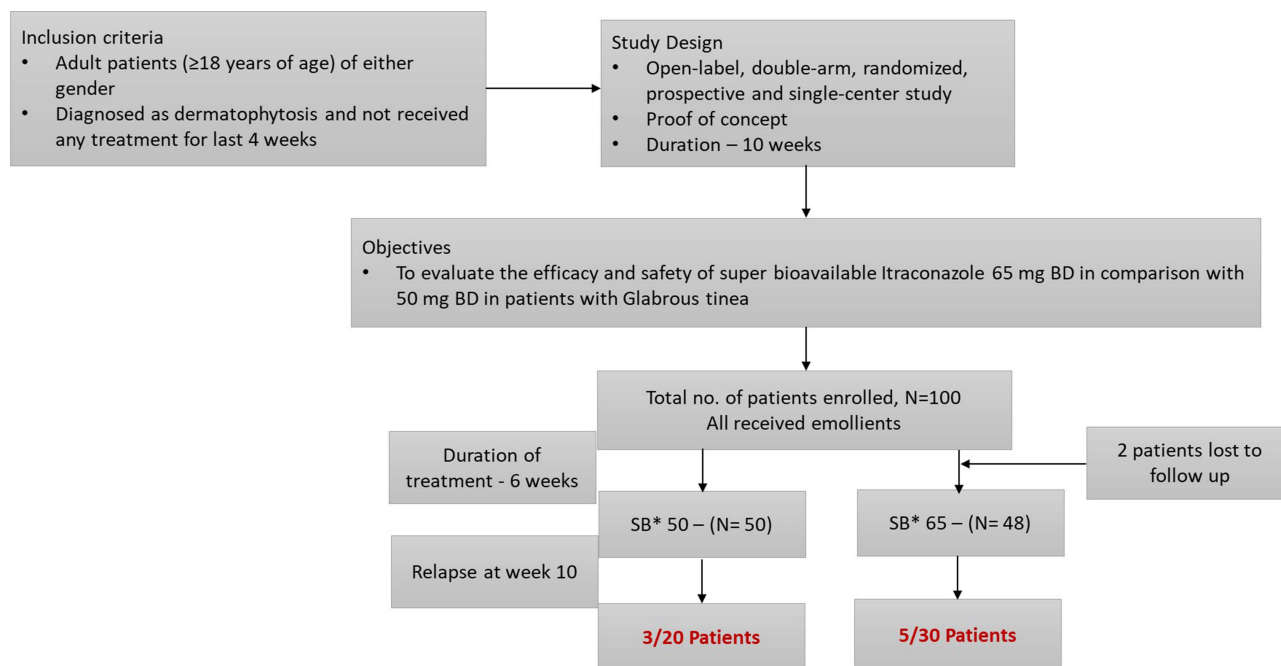 Inclusion criteria
• Adult patients (≥18 years of age) of either
gender
• Diagnosed as dermatophytosis and not received
any treatment for last 4 weeks
Study Design
• Open-label, double-arm, randomized,
prospective and single-center study
• Proof of concept
• Duration – 10 weeks
Objectives
• To evaluate the efficacy and safety of super bioavailable Itraconazole 65 mg BD in comparison with
50 mg BD in patients with Glabrous tinea
Total no. of patients enrolled, N=100
All received emollients
Duration of
treatment - 6 weeks
2 patients lost to
follow up
SB* 50 – (N= 50)
SB* 65 – (N= 48)
Relapse at week 10
3/20 Patients
5/30 Patients